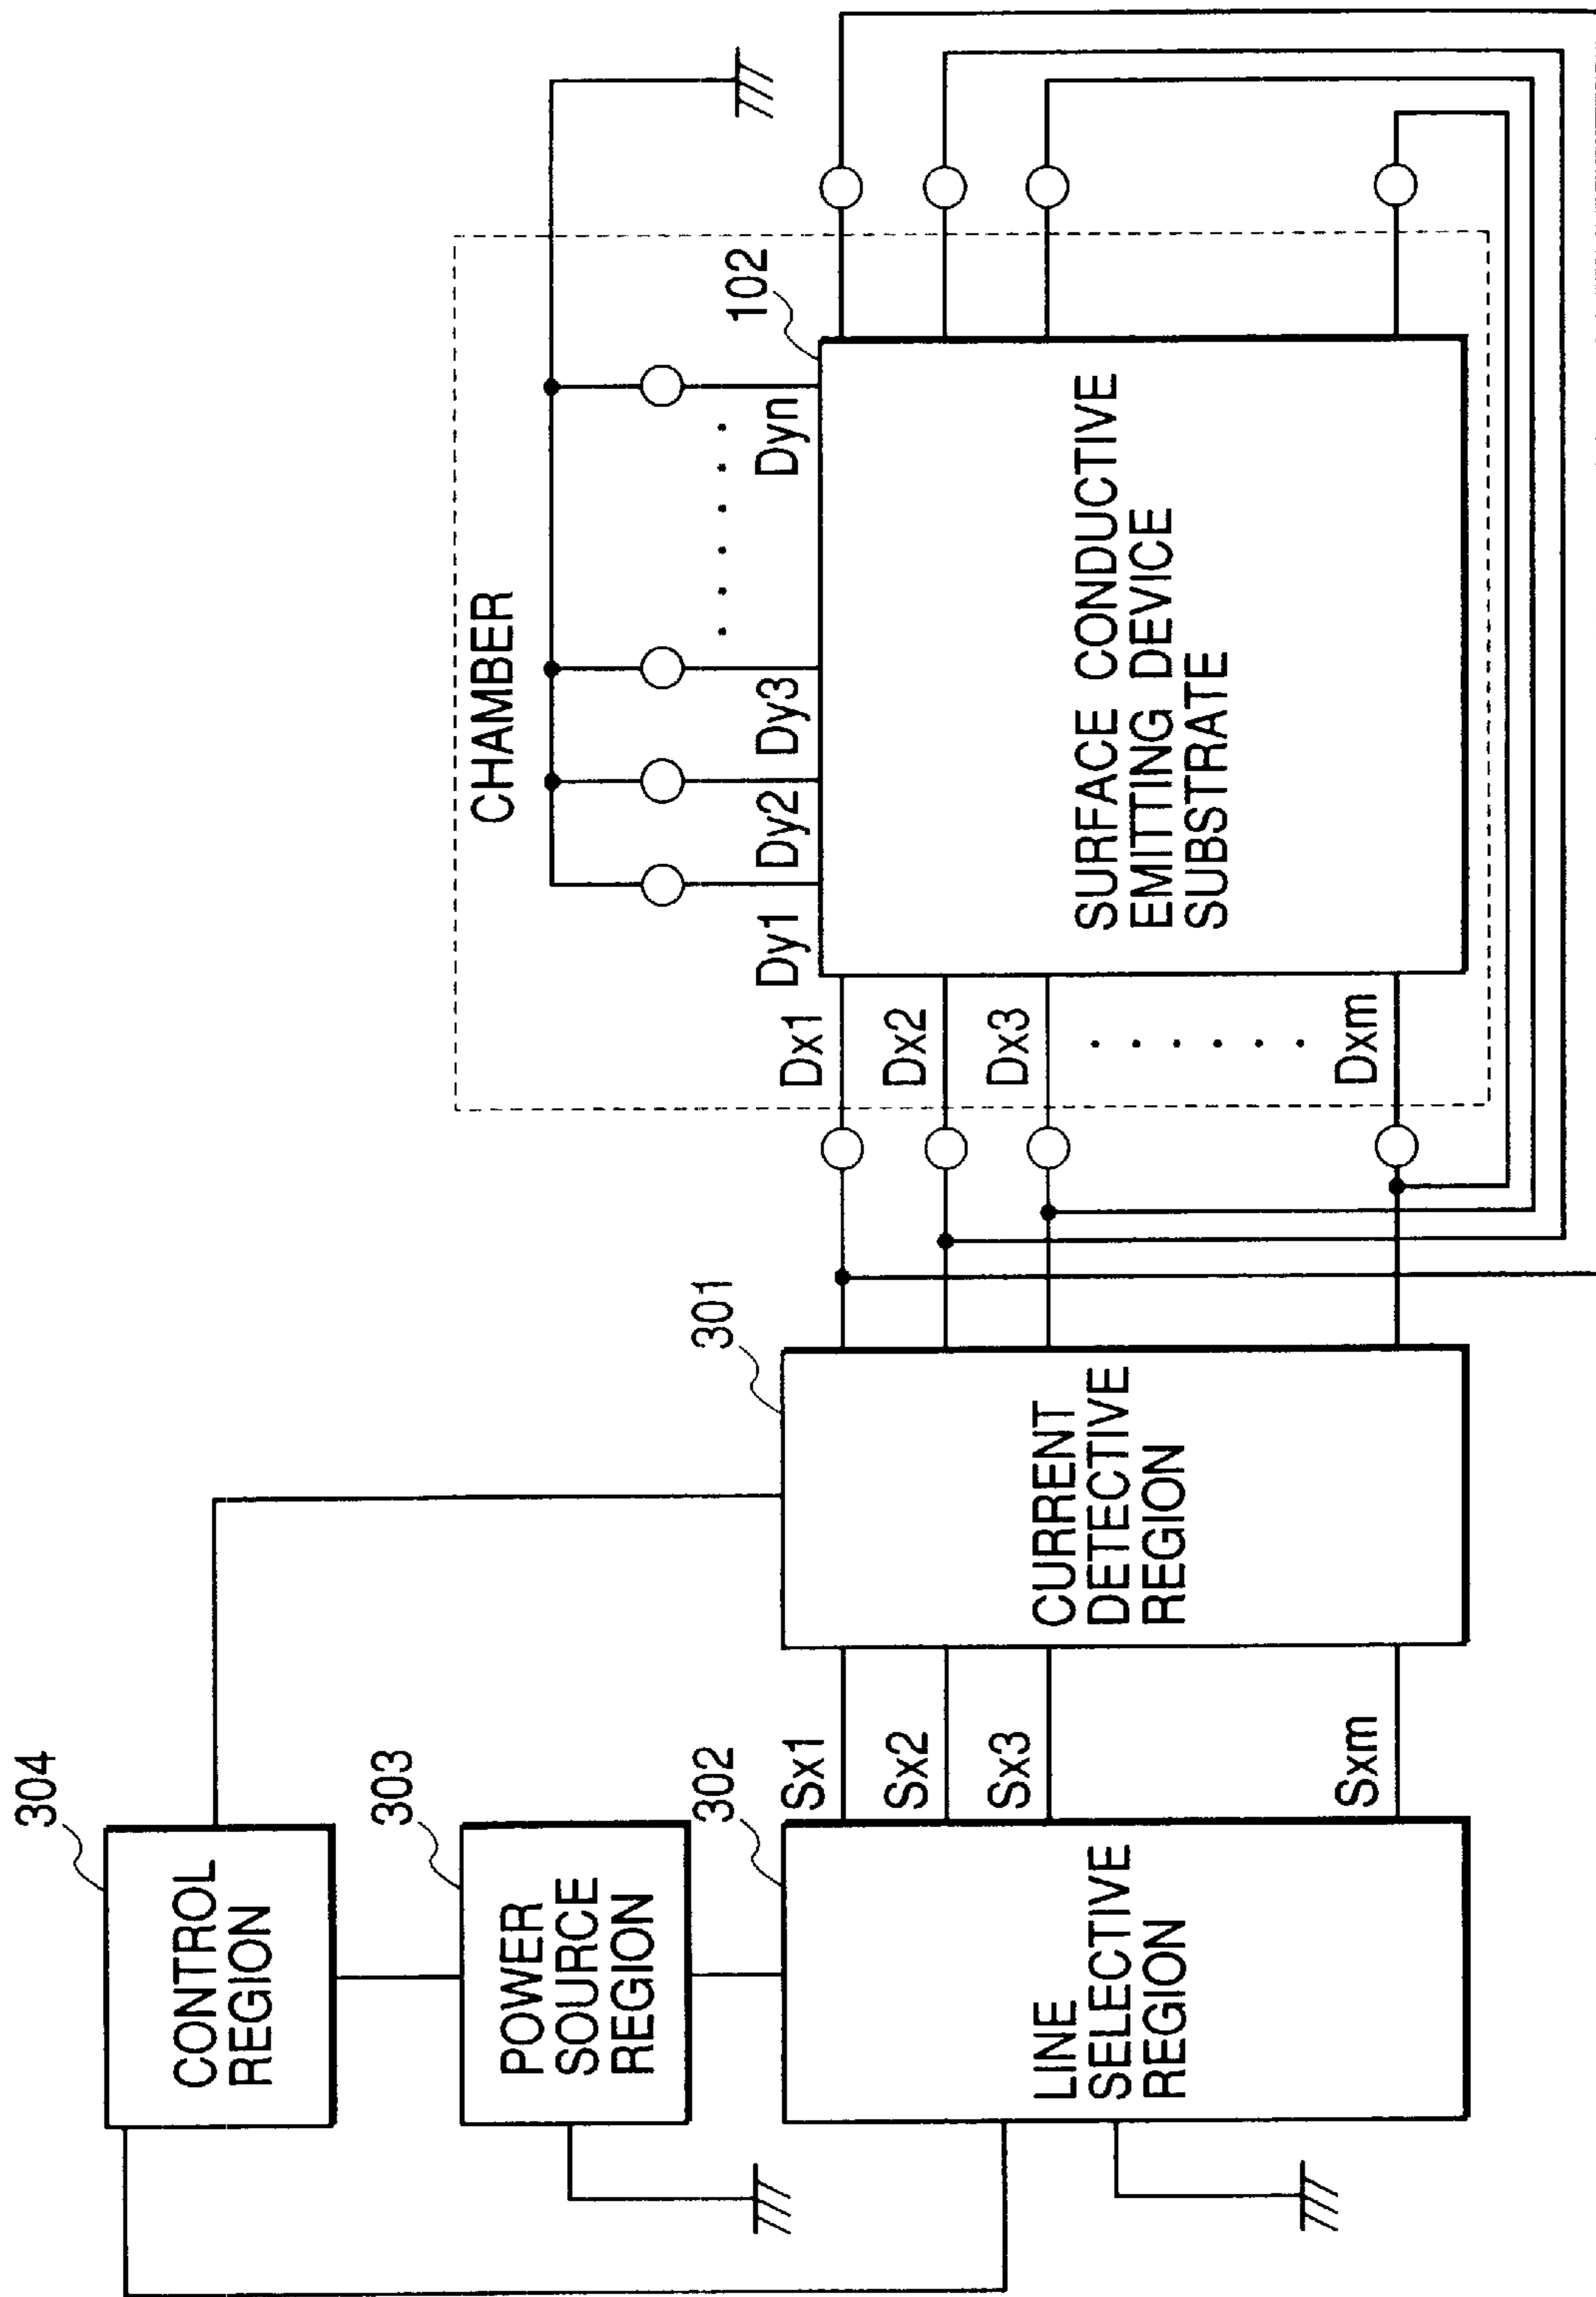 304
CONTROL
REGION
303
POWER
SOURCE
REGION
302
LINE
SELECTIVE
REGION
Sx1
Sx2
Sx3
Sxm
301
CURRENT
DETECTIVE
REGION
CHAMBER
102
Dy1
Dy2
Dy3
Dyn
Dx1
Dx2
Dx3
Dxm
SURFACE CONDUCTIVE
EMITTING DEVICE
SUBSTRATE